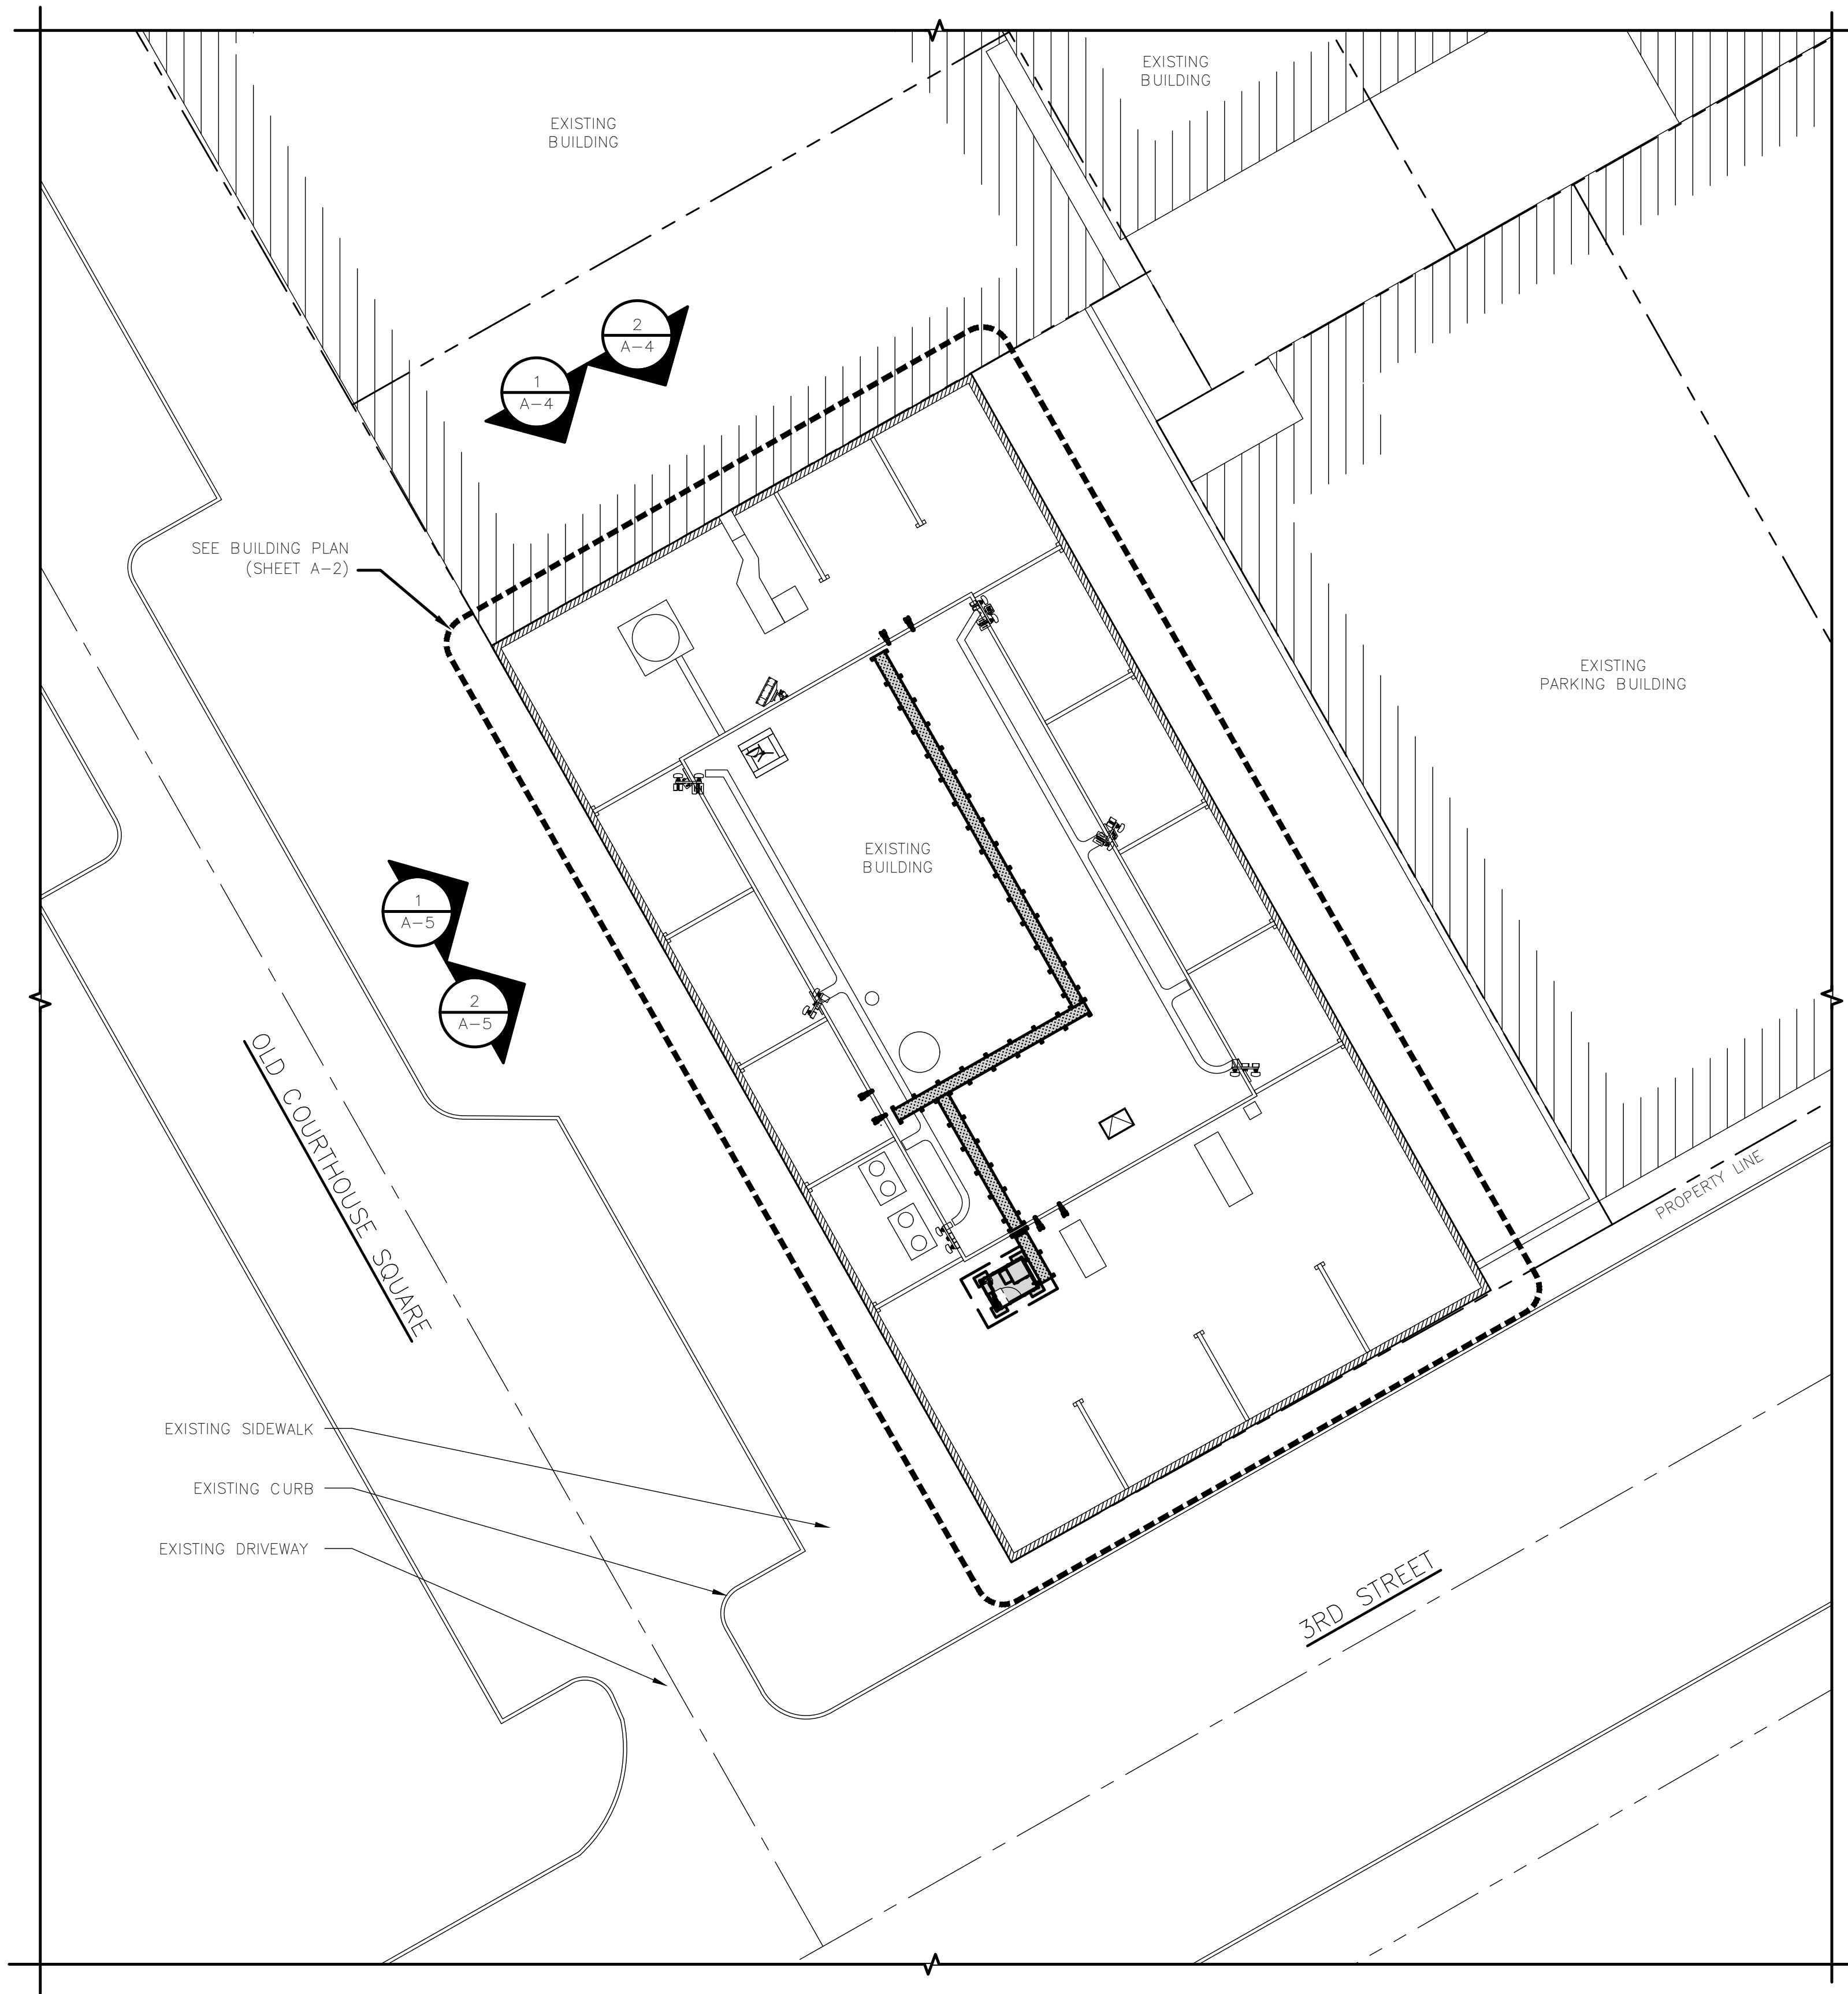 EXISTING
BUILDING
EXISTING
BUILDING
2
A-4
1
A-4
SEE BUILDING PLAN
(SHEET A-2)
EXISTING
PARKING BUILDING
EXISTING
BUILDING
1
A-5
2
A-5
OLD COURTHOUSE SQUARE
PROPERTY LINE
EXISTING SIDEWALK
EXISTING CURB
EXISTING DRIVEWAY
3RD STREET